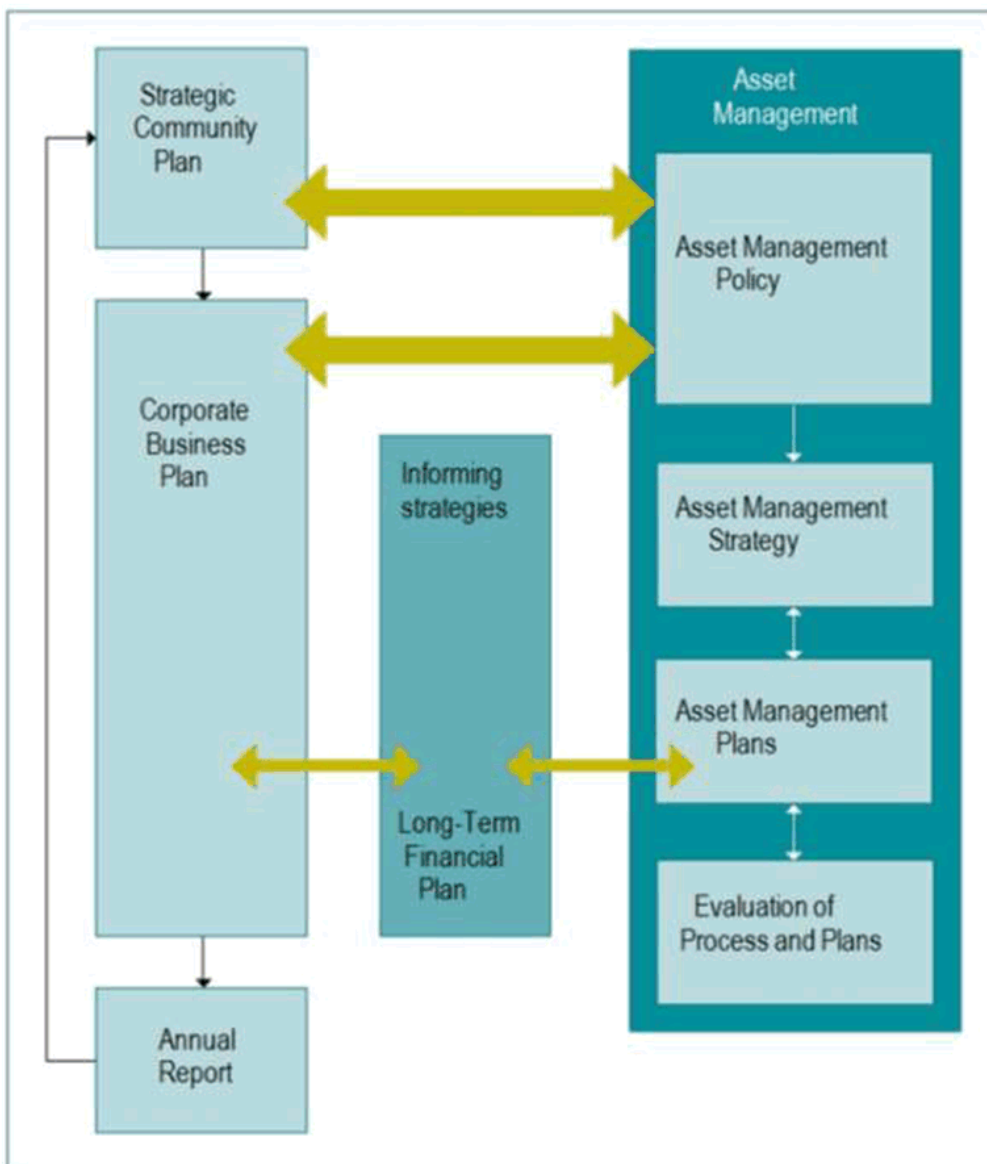 Strategic
Community
Plan
Corporate
Business
Plan
Annual
Report
Informing
strategies
Long-Term
Financial
Plan
Asset
Management
Asset Management
Policy
Asset Management
Strategy
Asset Management
Plans
Evaluation of
Process and Plans